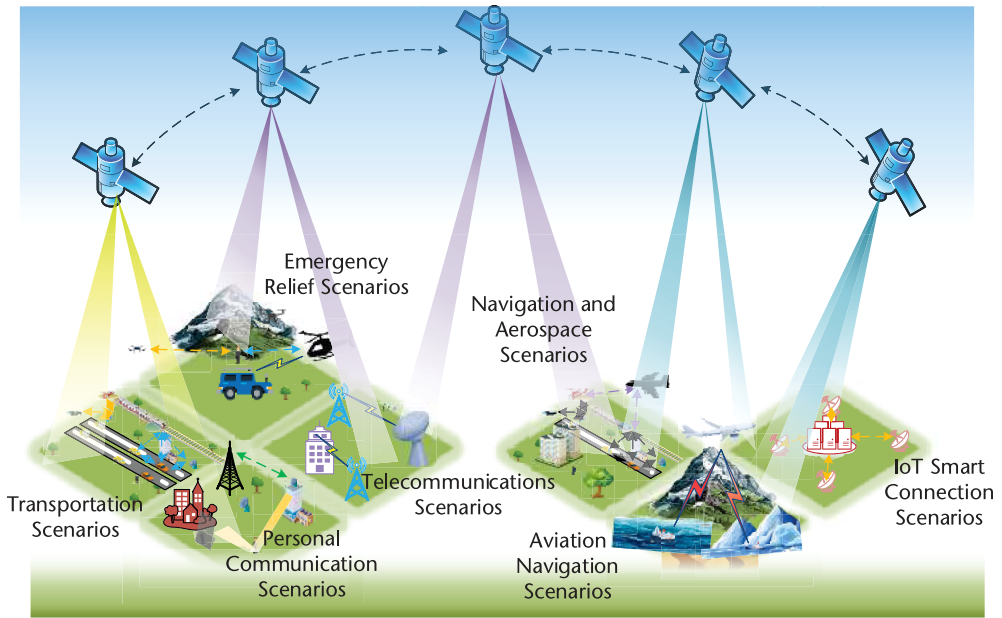 Emergency
Relief Scenarios
Navigation and
Aerospace
Scenarios
Transportation
Scenarios
Telecommunications
Scenarios
IoT Smart
Connection
Scenarios
Personal
Communication
Scenarios
Aviation
Navigation
Scenarios